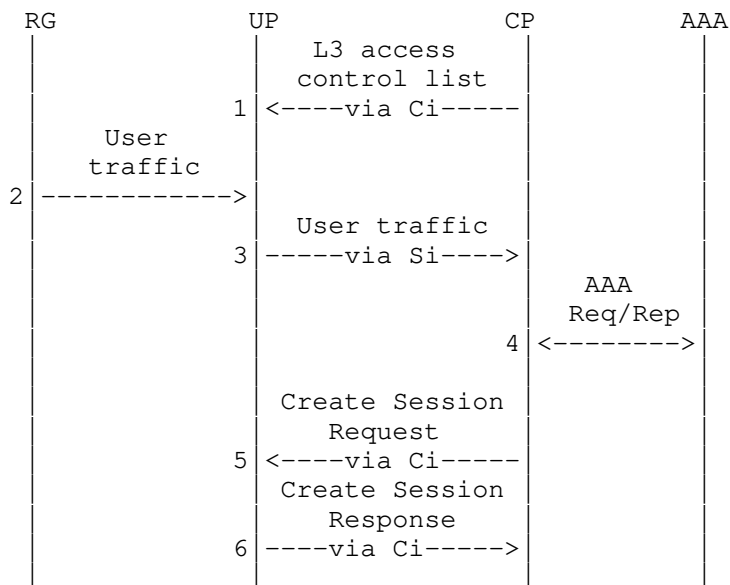 RG UP CP AAA
L3 access
control list
1 <----via Ci-----
User
traffic
2 ------------->
User traffic
3 -----via Si---->
AAA
Req/Rep
4 <-------->
Create Session
Request
5 <----via Ci-----
Create Session
Response
6 ----via Ci----->